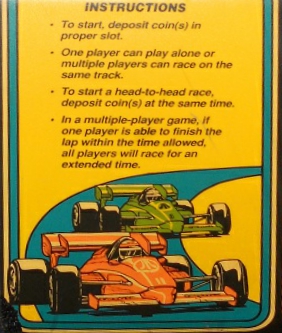 INSTRUCTIONS
• To start, deposit coin(s) in
proper slot.
• One player can play alone or
multiple players can race on the
same track.
• To start a head-to-head race,
deposit coin(s) at the same time.
• In a multiple-player game, if
one player is able to finish the
lap within the time allowed,
all players will race for an
extended time.